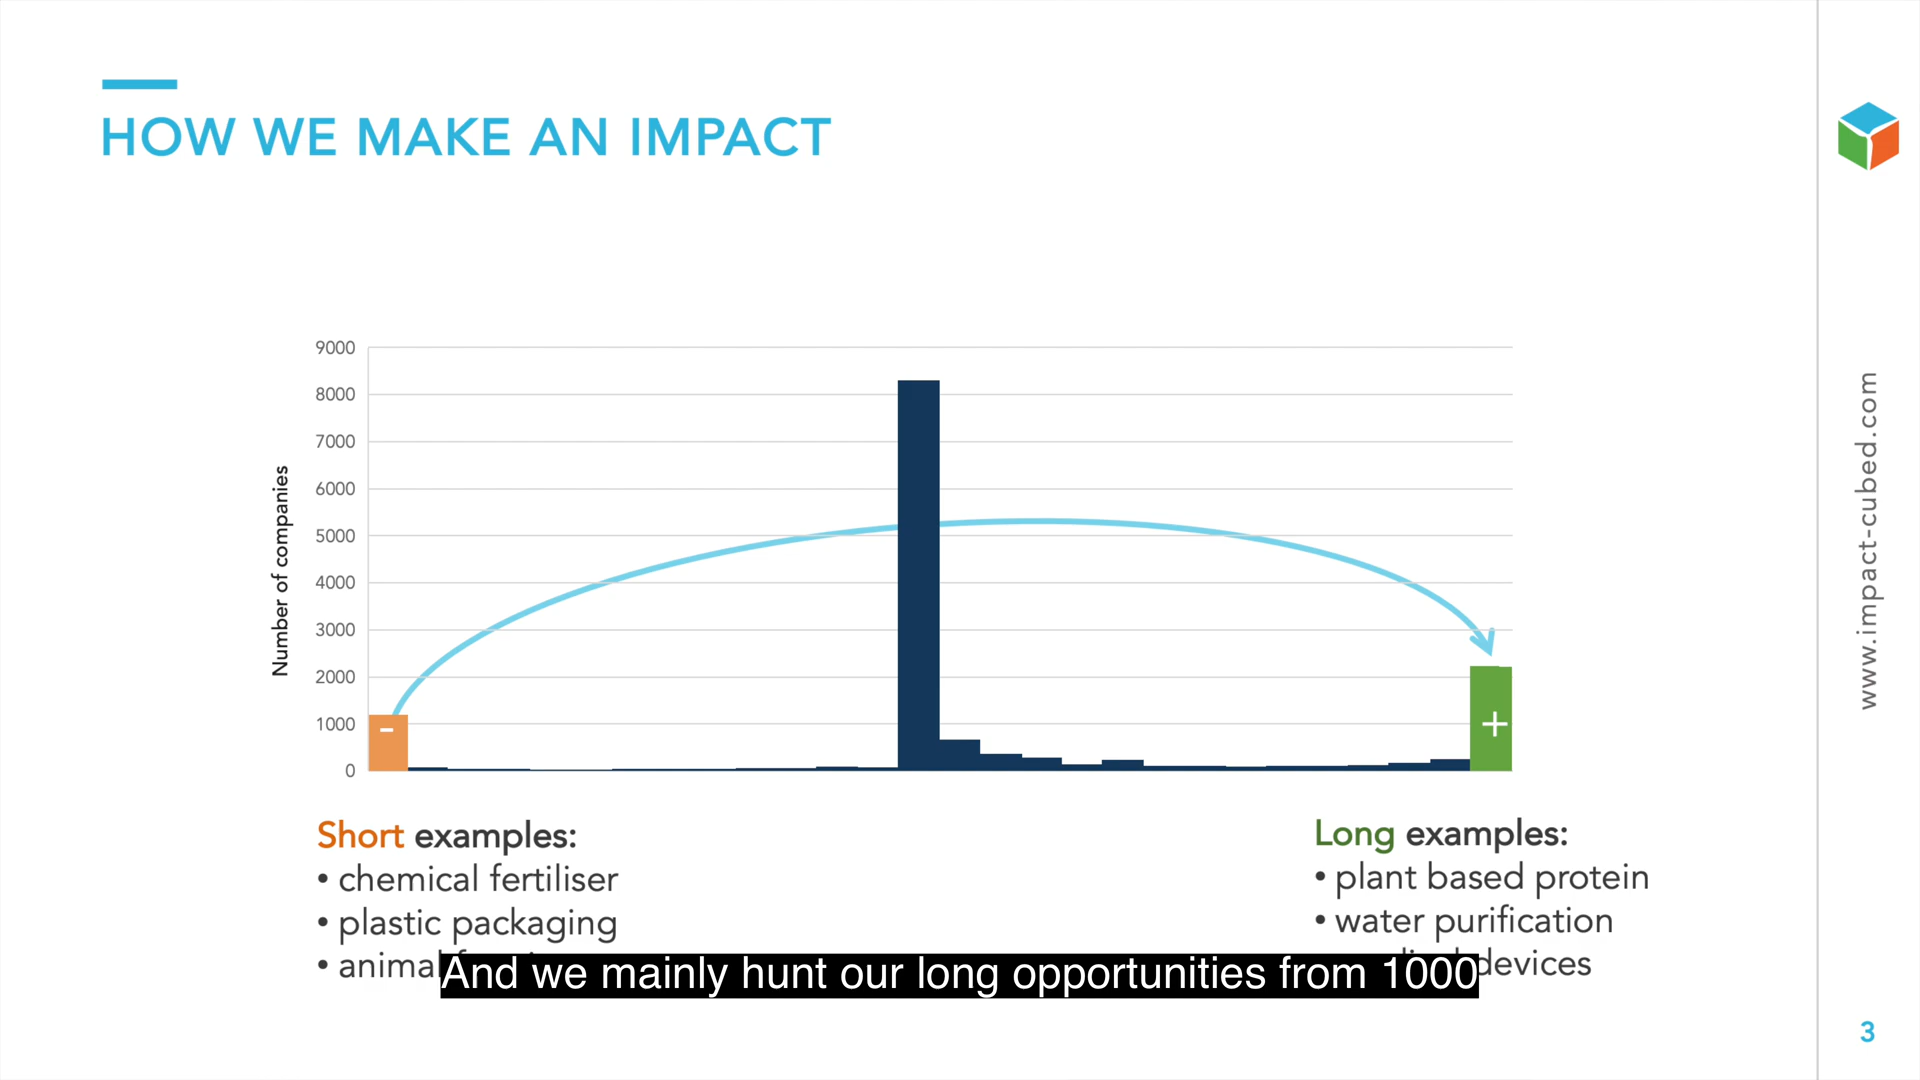 HOW WE MAKE AN IMPACT
9000
8000
7000
6000
5000
4000
3000
2000
1000
0
Number of companies
-
+
Short examples:
• chemical fertiliser
• plastic packaging
• animal
Long examples:
• plant based protein
• water purification
devices
And we mainly hunt our long opportunities from 1000
www.impact-cubed.com
3